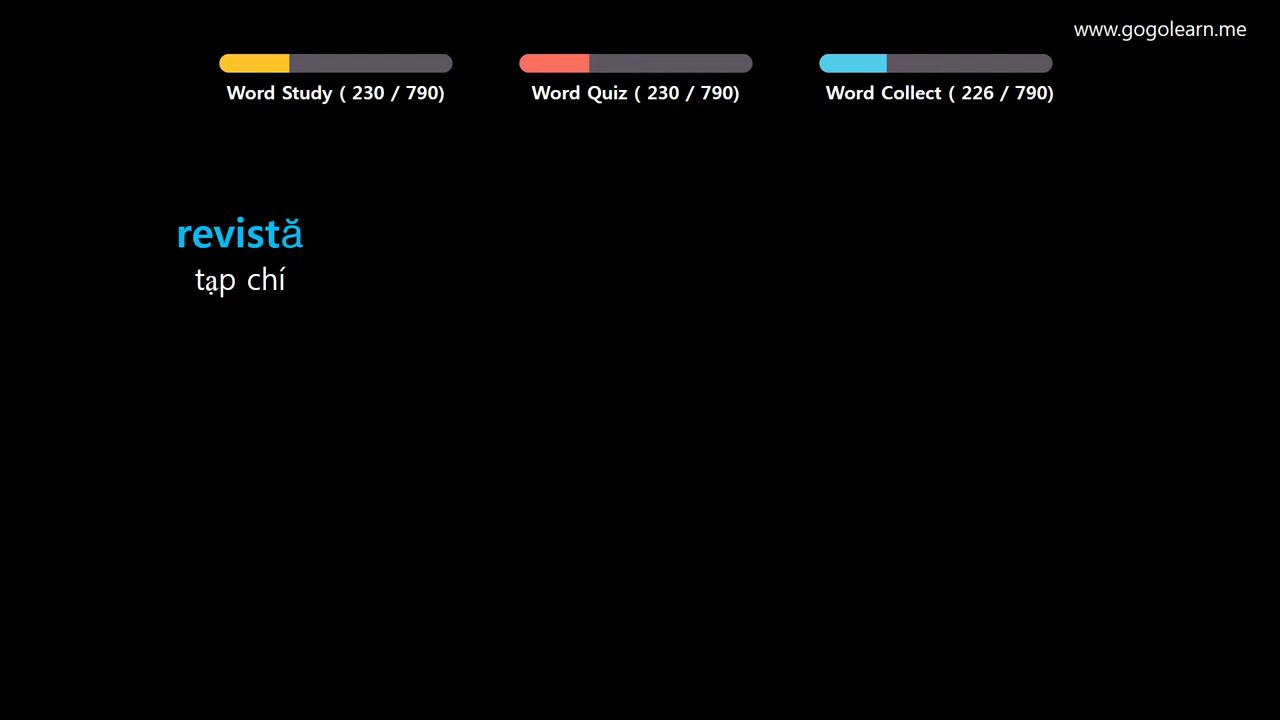 www.gogolearn.me
Word Study ( 230 / 790)
Word Quiz ( 230 / 790)
Word Collect ( 226 / 790)
revistă
tạp chí